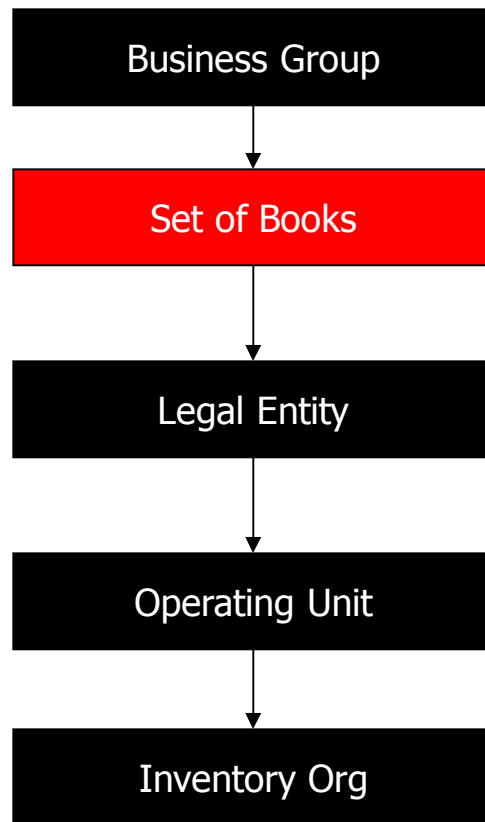 Business Group
Set of Books
Legal Entity
Operating Unit
Inventory Org